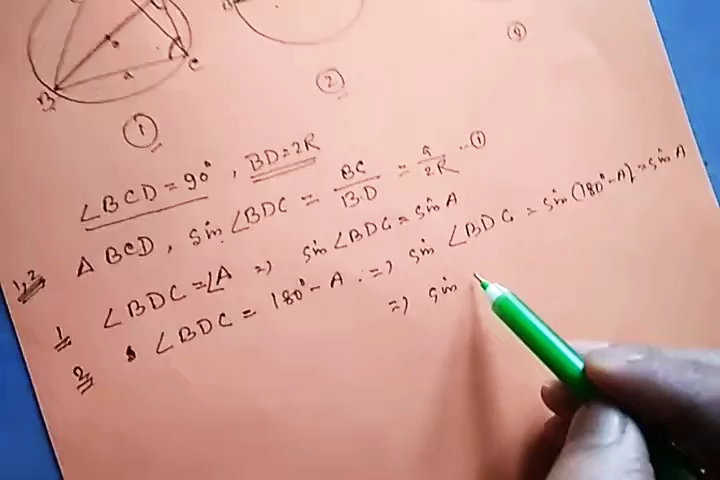 B a C B
① ② ④
∠BCD = 90°, BD = 2R
1,2 Δ BCD, sin ∠BDC = BC/BD = a/2R --- ①
1 ∠BDC = ∠A ⇒ sin ∠BDC = sin A
2 ∠BDC = 180° - A ⇒ sin ∠BDC = sin (180° - A) = sin A
⇒ sin